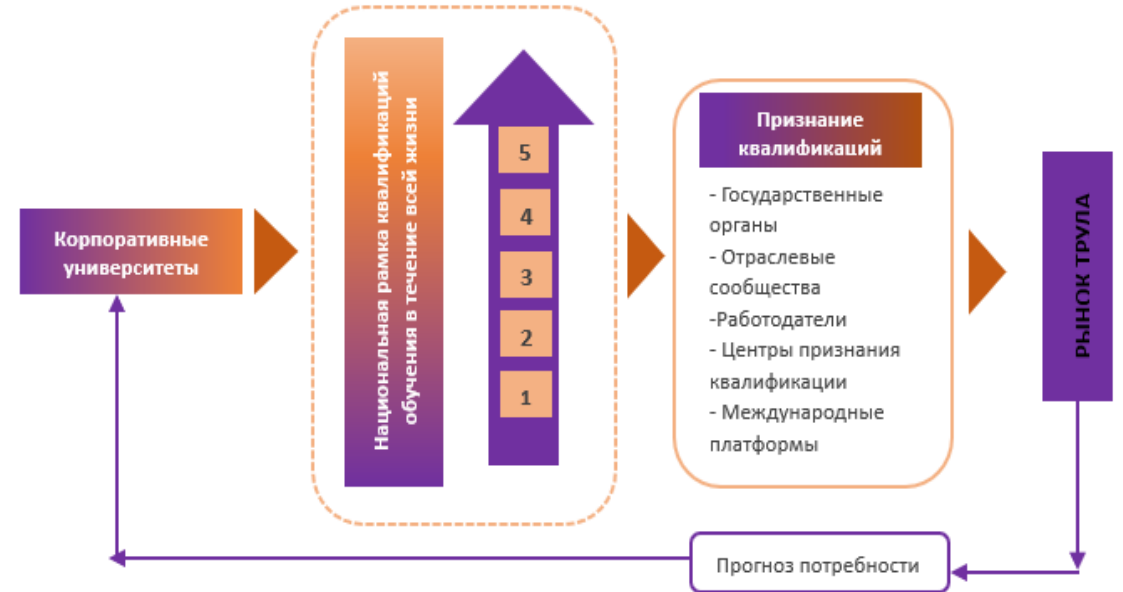 Корпоративные
университеты
Национальная рамка квалификаций
обучения в течение всей жизни
5
4
3
2
1
Признание
квалификаций
- Государственные
органы
- Отраслевые
сообщества
-Работодатели
- Центры признания
квалификации
- Международные
платформы
РЫНОК ТРУЛА
Прогноз потребности